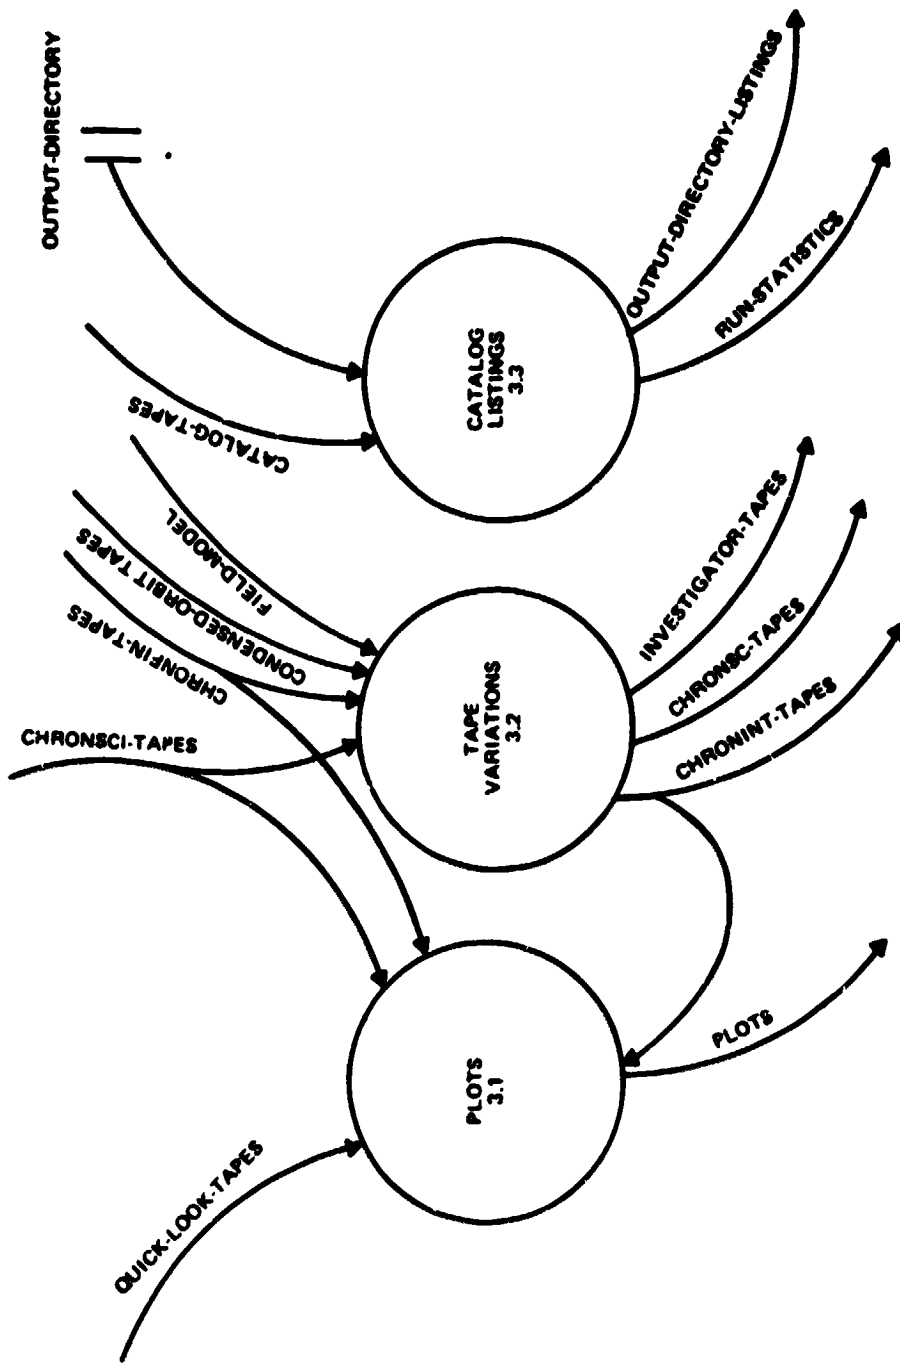 QUICK-LOOK-TAPES
CHRONSCI-TAPES
CHRONFIN-TAPES
CONDENSED-ORBIT TAPES
FIELD-MODEL
CATALOG-TAPES
OUTPUT-DIRECTORY
PLOTS
3.1
TAPE
VARIATIONS
3.2
CATALOG
LISTINGS
3.3
PLOTS
CHRONINT-TAPES
CHRONSC-TAPES
INVESTIGATOR-TAPES
RUN-STATISTICS
OUTPUT-DIRECTORY-LISTINGS